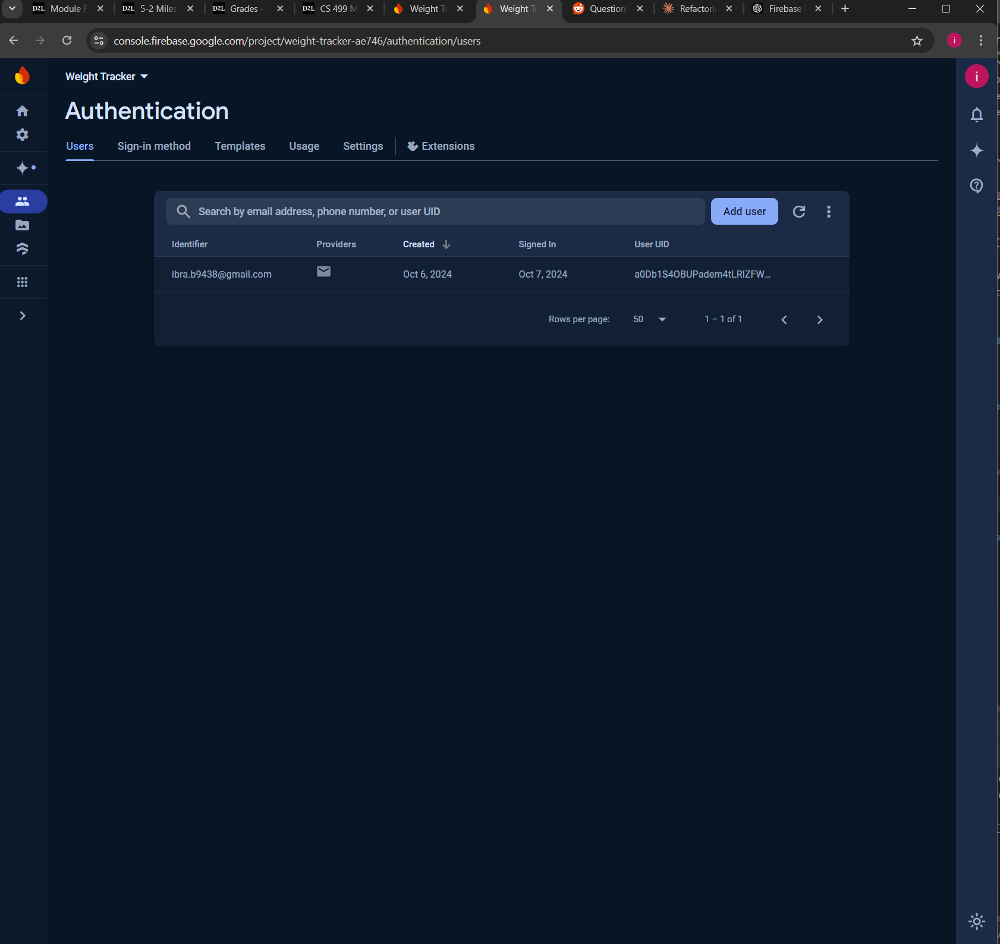 D2L Module F
D2L 5-2 Miles
D2L Grades -
D2L CS 499 M
Weight Tr
Weight Tr
Question
Refactori
Firebase
console.firebase.google.com/project/weight-tracker-ae746/authentication/users
i
Weight Tracker
i
Authentication
Users Sign-in method Templates Usage Settings Extensions
Search by email address, phone number, or user UID
Add user
Identifier Providers Created Signed In User UID
ibra.b9438@gmail.com Oct 6, 2024 Oct 7, 2024 a0Db1S4OBUPadem4tLRlZFW...
Rows per page: 50 1 – 1 of 1